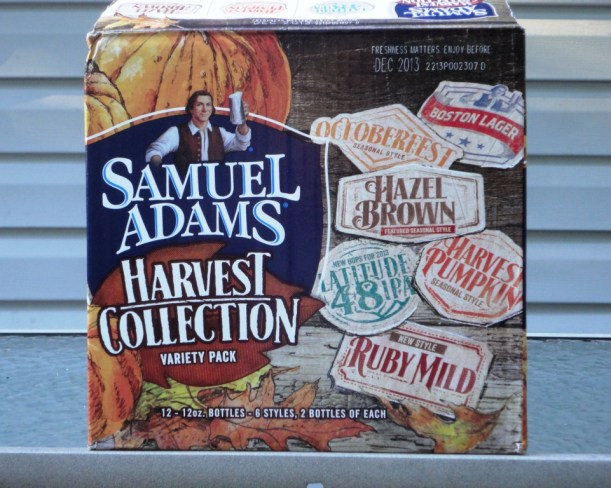 FRESHNESS MATTERS. ENJOY BEFORE
DEC 2013 2213P002307 D
SAMUEL
ADAMS
HARVEST
COLLECTION
VARIETY PACK
12 - 12oz. BOTTLES - 6 STYLES, 2 BOTTLES OF EACH
BOSTON LAGER
OCTOBERFEST
SEASONAL STYLE
HAZEL
BROWN
FEATURED SEASONAL STYLE
HARVEST
PUMPKIN
SEASONAL STYLE
NEW HOPS FOR 2013
LATITUDE
48 IPA
NEW STYLE
RUBY MILD